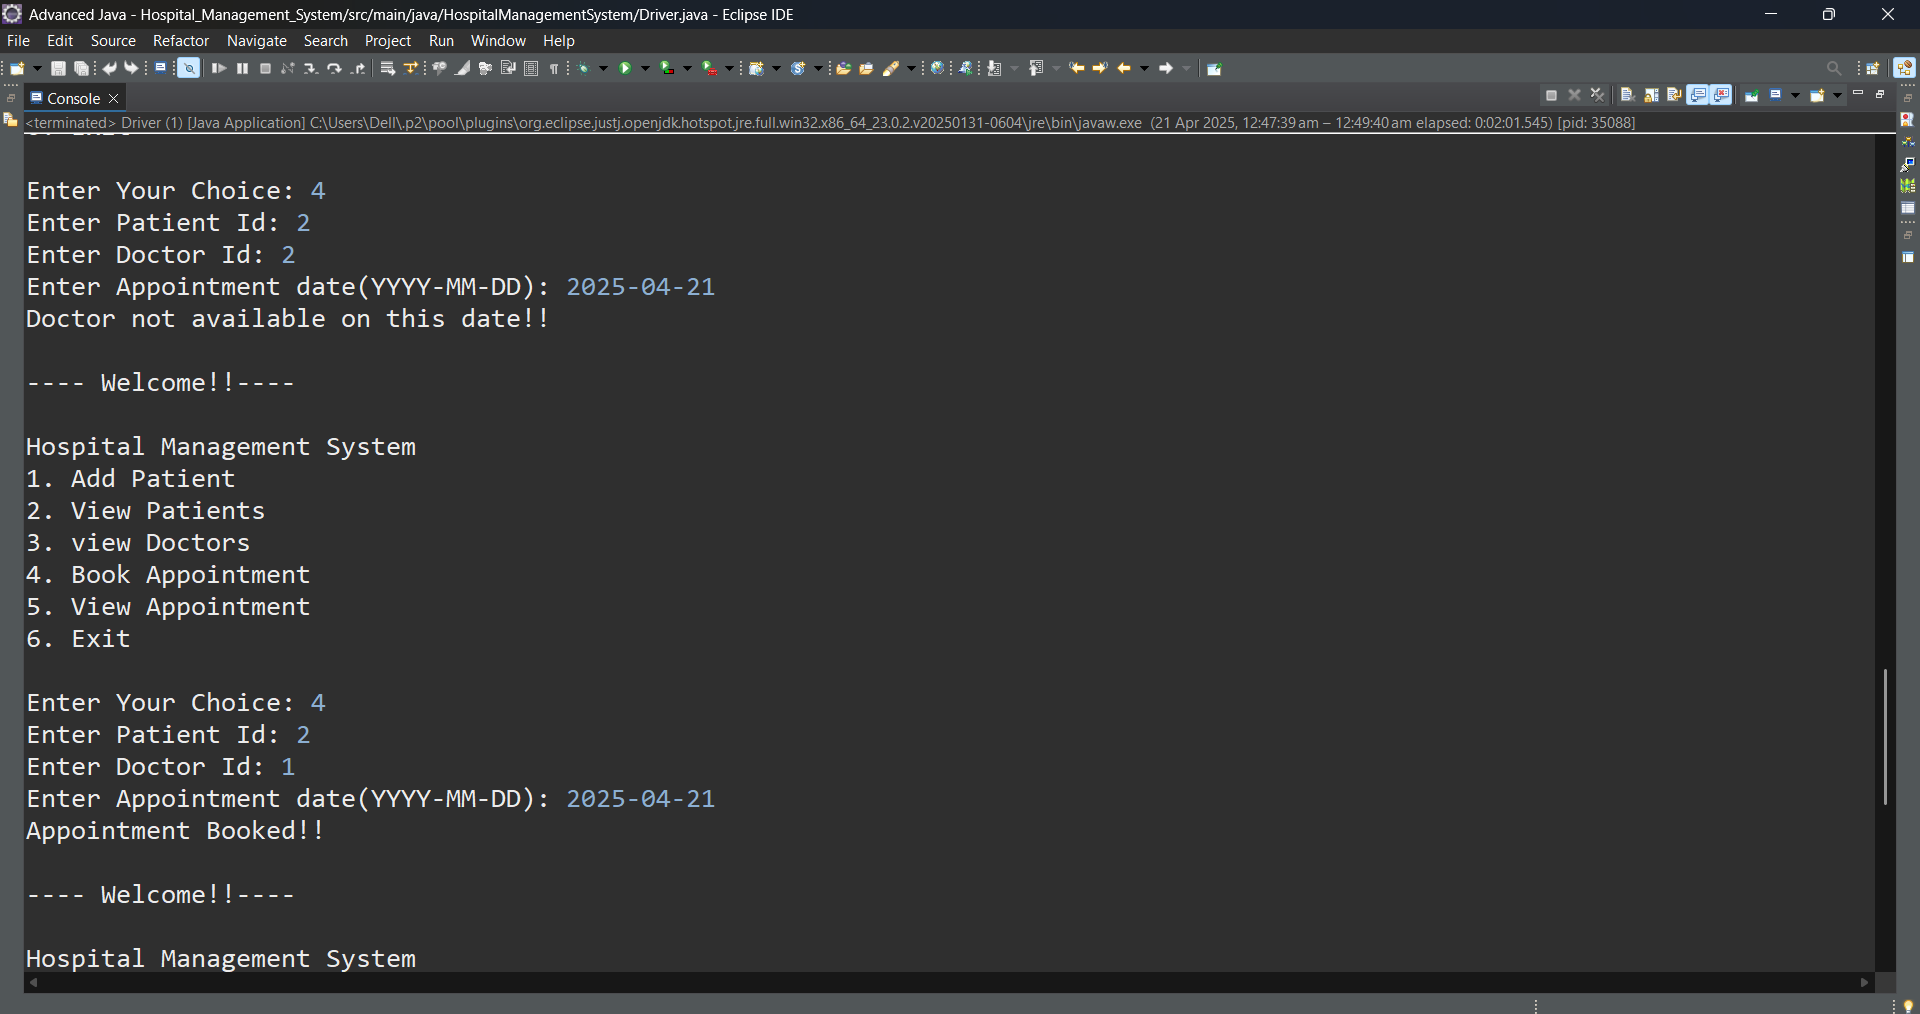 Advanced Java - Hospital_Management_System/src/main/java/HospitalManagementSystem/Driver.java - Eclipse IDE
File Edit Source Refactor Navigate Search Project Run Window Help
Console
<terminated> Driver (1) [Java Application] C:\Users\Dell\.p2\pool\plugins\org.eclipse.justj.openjdk.hotspot.jre.full.win32.x86_64_23.0.2.v20250131-0604\jre\bin\javaw.exe (21 Apr 2025, 12:47:39 am – 12:49:40 am elapsed: 0:02:01.545) [pid: 35088]
Enter Your Choice: 4
Enter Patient Id: 2
Enter Doctor Id: 2
Enter Appointment date(YYYY-MM-DD): 2025-04-21
Doctor not available on this date!!
---- Welcome!!----
Hospital Management System
1. Add Patient
2. View Patients
3. view Doctors
4. Book Appointment
5. View Appointment
6. Exit
Enter Your Choice: 4
Enter Patient Id: 2
Enter Doctor Id: 1
Enter Appointment date(YYYY-MM-DD): 2025-04-21
Appointment Booked!!
---- Welcome!!----
Hospital Management System